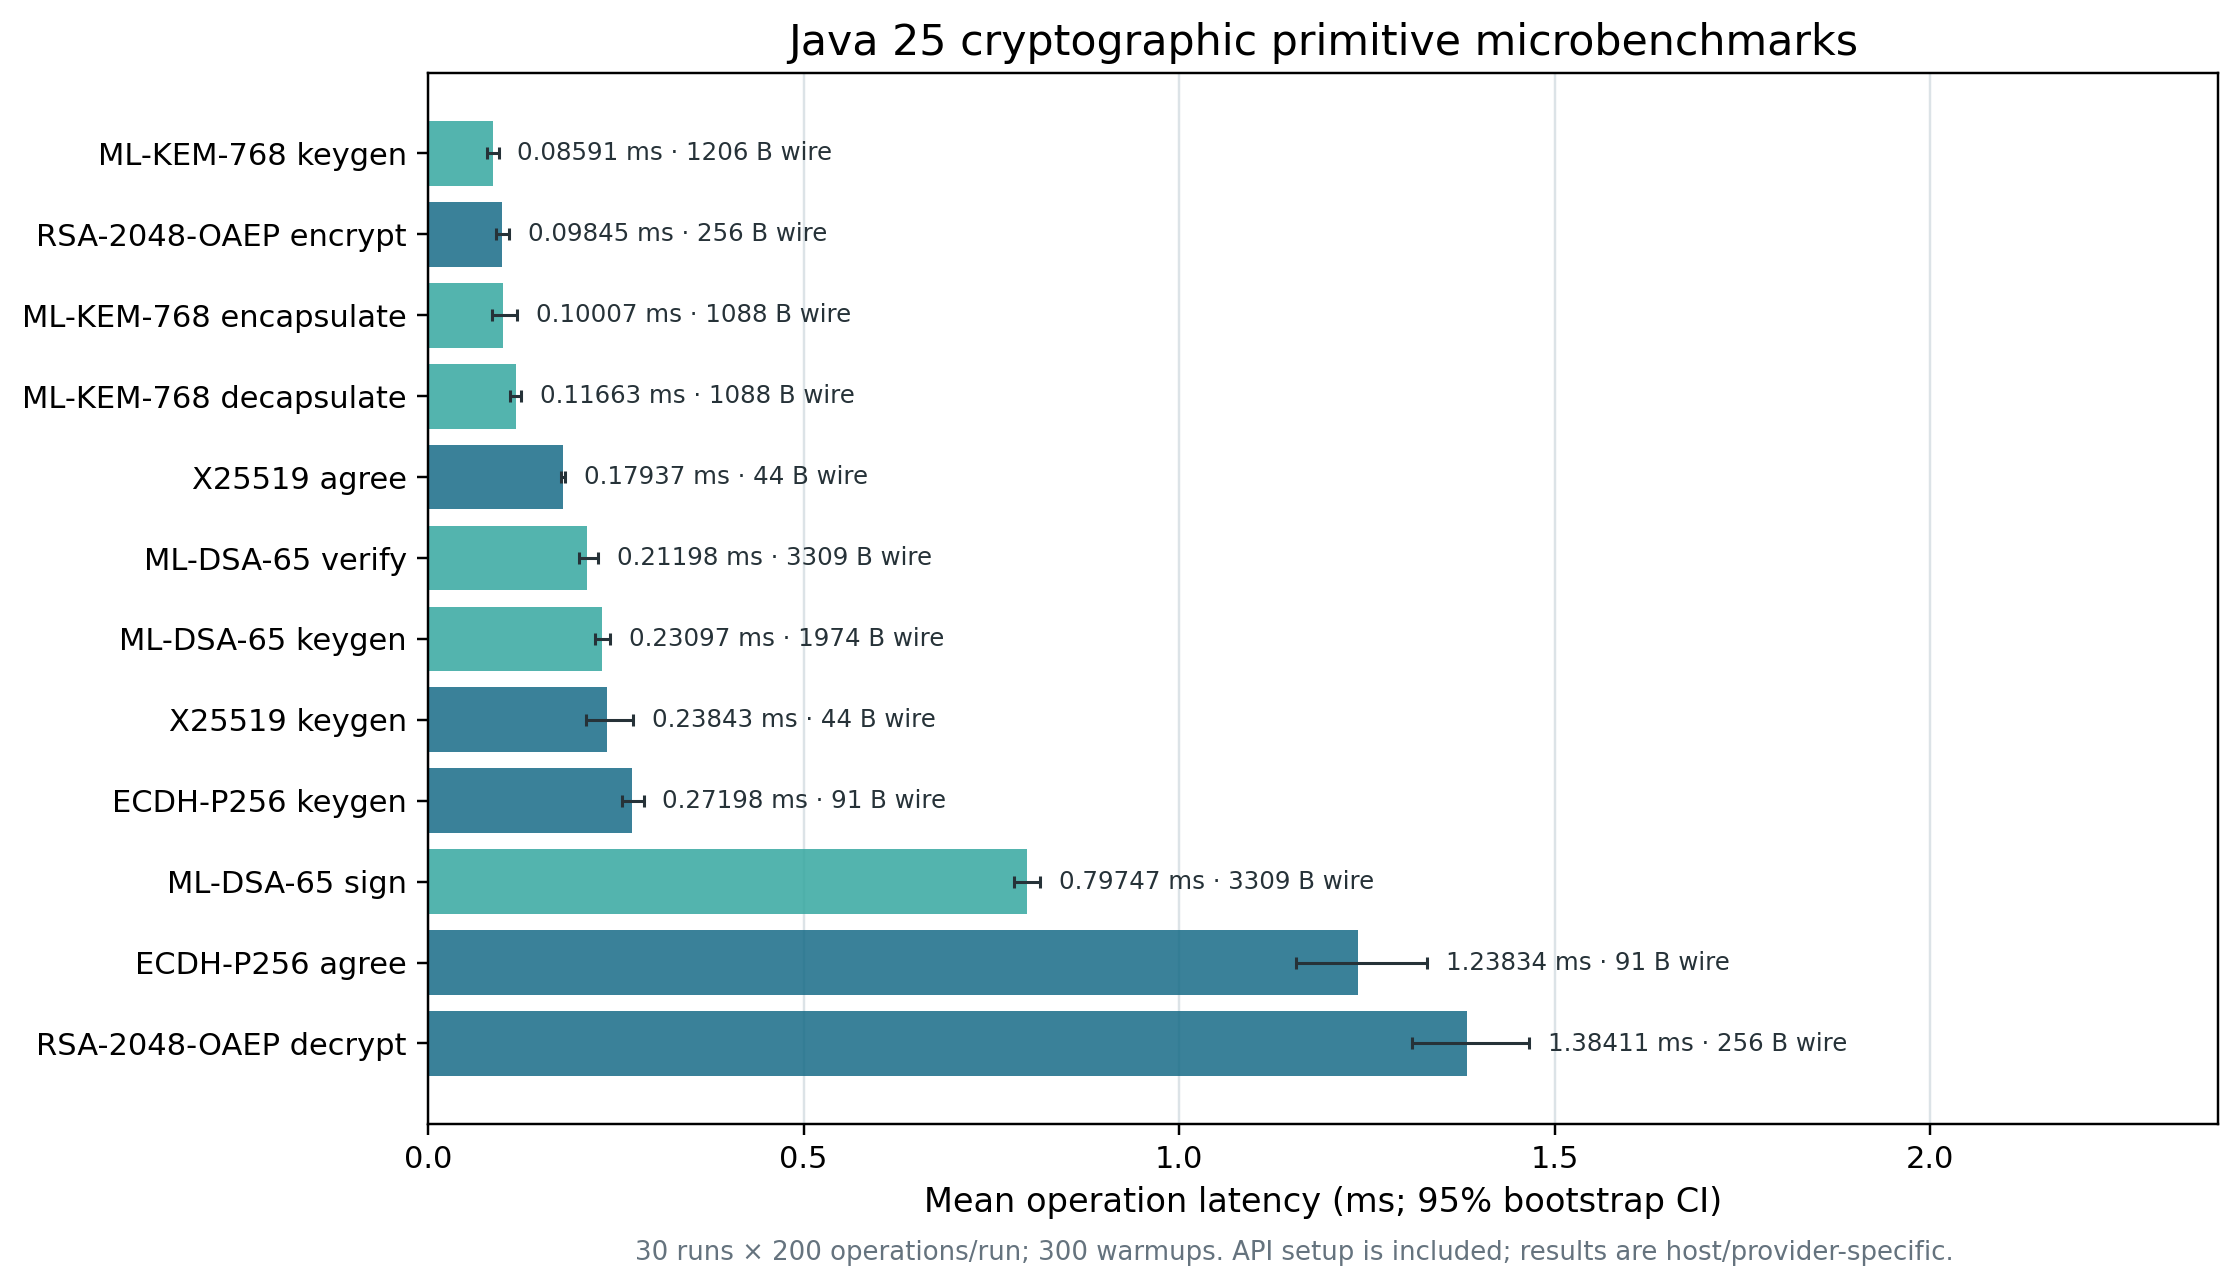 Java 25 cryptographic primitive microbenchmarks
ML-KEM-768 keygen 0.08591 ms · 1206 B wire
RSA-2048-OAEP encrypt 0.09845 ms · 256 B wire
ML-KEM-768 encapsulate 0.10007 ms · 1088 B wire
ML-KEM-768 decapsulate 0.11663 ms · 1088 B wire
X25519 agree 0.17937 ms · 44 B wire
ML-DSA-65 verify 0.21198 ms · 3309 B wire
ML-DSA-65 keygen 0.23097 ms · 1974 B wire
X25519 keygen 0.23843 ms · 44 B wire
ECDH-P256 keygen 0.27198 ms · 91 B wire
ML-DSA-65 sign 0.79747 ms · 3309 B wire
ECDH-P256 agree 1.23834 ms · 91 B wire
RSA-2048-OAEP decrypt 1.38411 ms · 256 B wire
0.0 0.5 1.0 1.5 2.0
Mean operation latency (ms; 95% bootstrap CI)
30 runs × 200 operations/run; 300 warmups. API setup is included; results are host/provider-specific.